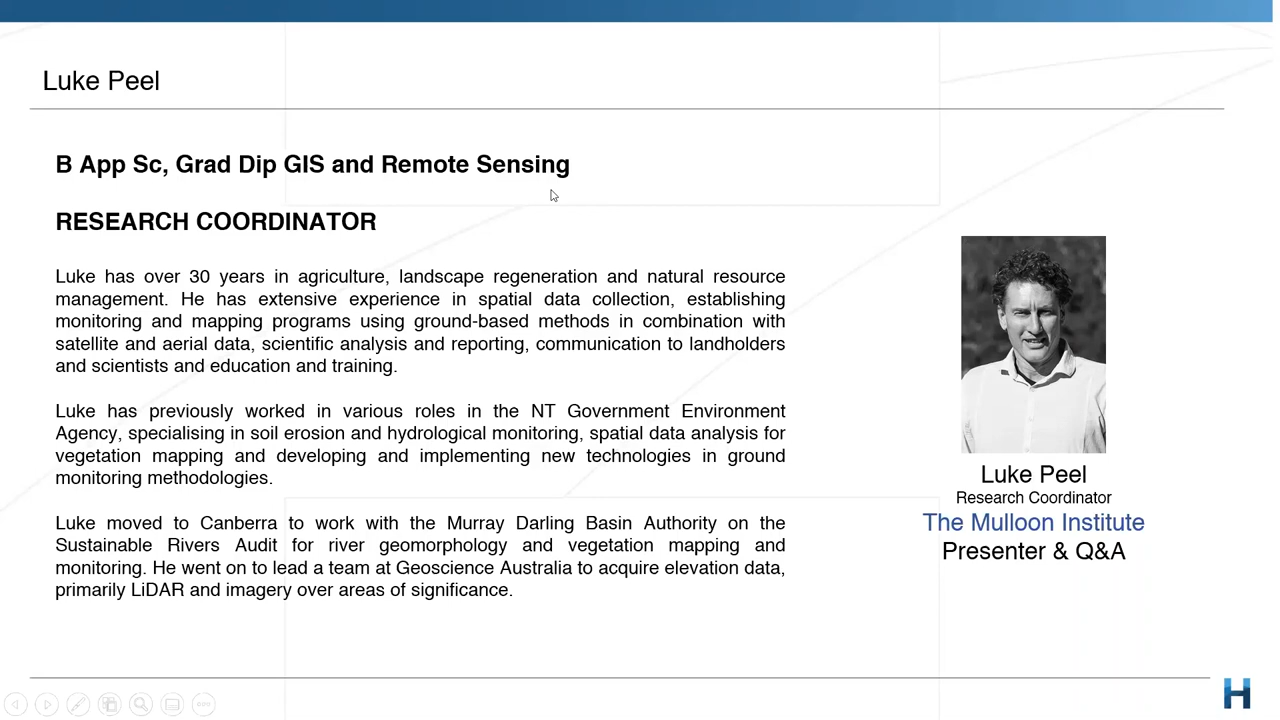 Luke Peel
B App Sc, Grad Dip GIS and Remote Sensing
RESEARCH COORDINATOR
Luke has over 30 years in agriculture, landscape regeneration and natural resource
management. He has extensive experience in spatial data collection, establishing
monitoring and mapping programs using ground-based methods in combination with
satellite and aerial data, scientific analysis and reporting, communication to landholders
and scientists and education and training.
Luke has previously worked in various roles in the NT Government Environment
Agency, specialising in soil erosion and hydrological monitoring, spatial data analysis for
vegetation mapping and developing and implementing new technologies in ground
monitoring methodologies.
Luke moved to Canberra to work with the Murray Darling Basin Authority on the
Sustainable Rivers Audit for river geomorphology and vegetation mapping and
monitoring. He went on to lead a team at Geoscience Australia to acquire elevation data,
primarily LiDAR and imagery over areas of significance.
Luke Peel
Research Coordinator
The Mulloon Institute
Presenter & Q&A
H